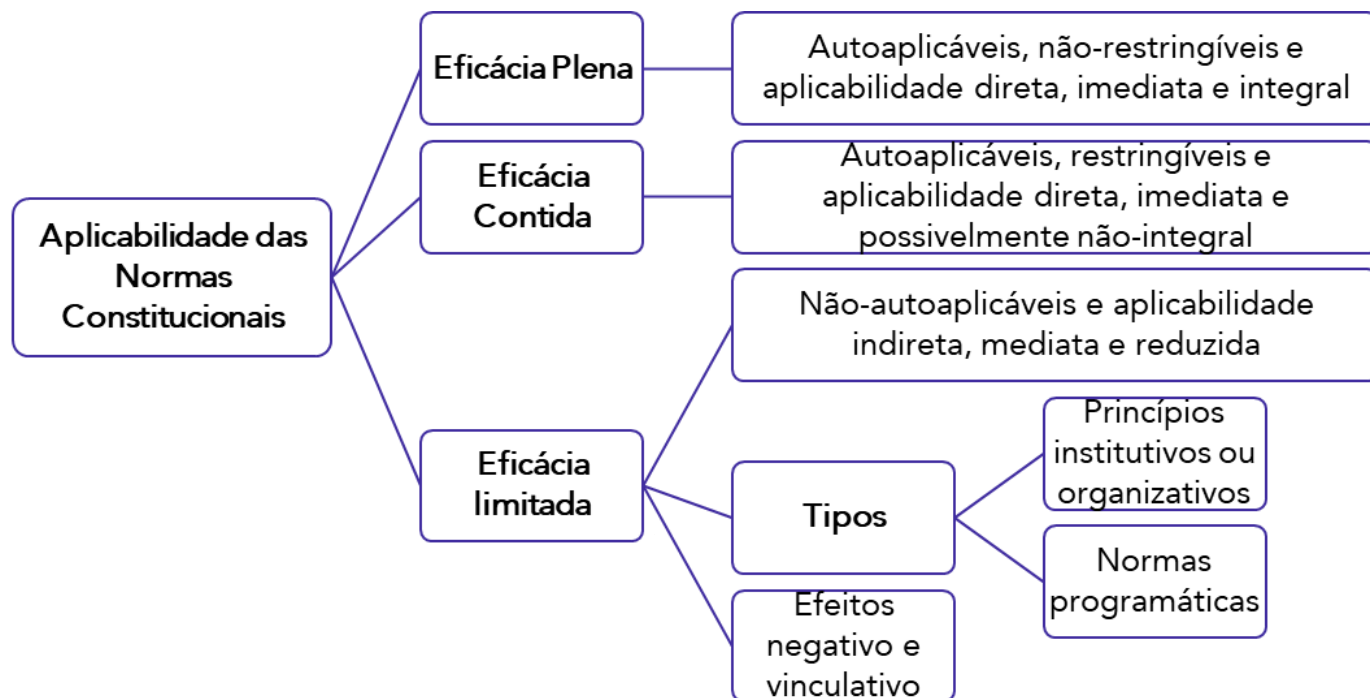 Aplicabilidade das
Normas
Constitucionais
Eficácia Plena
Autoaplicáveis, não-restringíveis e
aplicabilidade direta, imediata e integral
Eficácia
Contida
Autoaplicáveis, restringíveis e
aplicabilidade direta, imediata e
possivelmente não-integral
Eficácia
limitada
Não-autoaplicáveis e aplicabilidade
indireta, mediata e reduzida
Tipos
Princípios
institutivos ou
organizativos
Normas
programáticas
Efeitos
negativo e
vinculativo